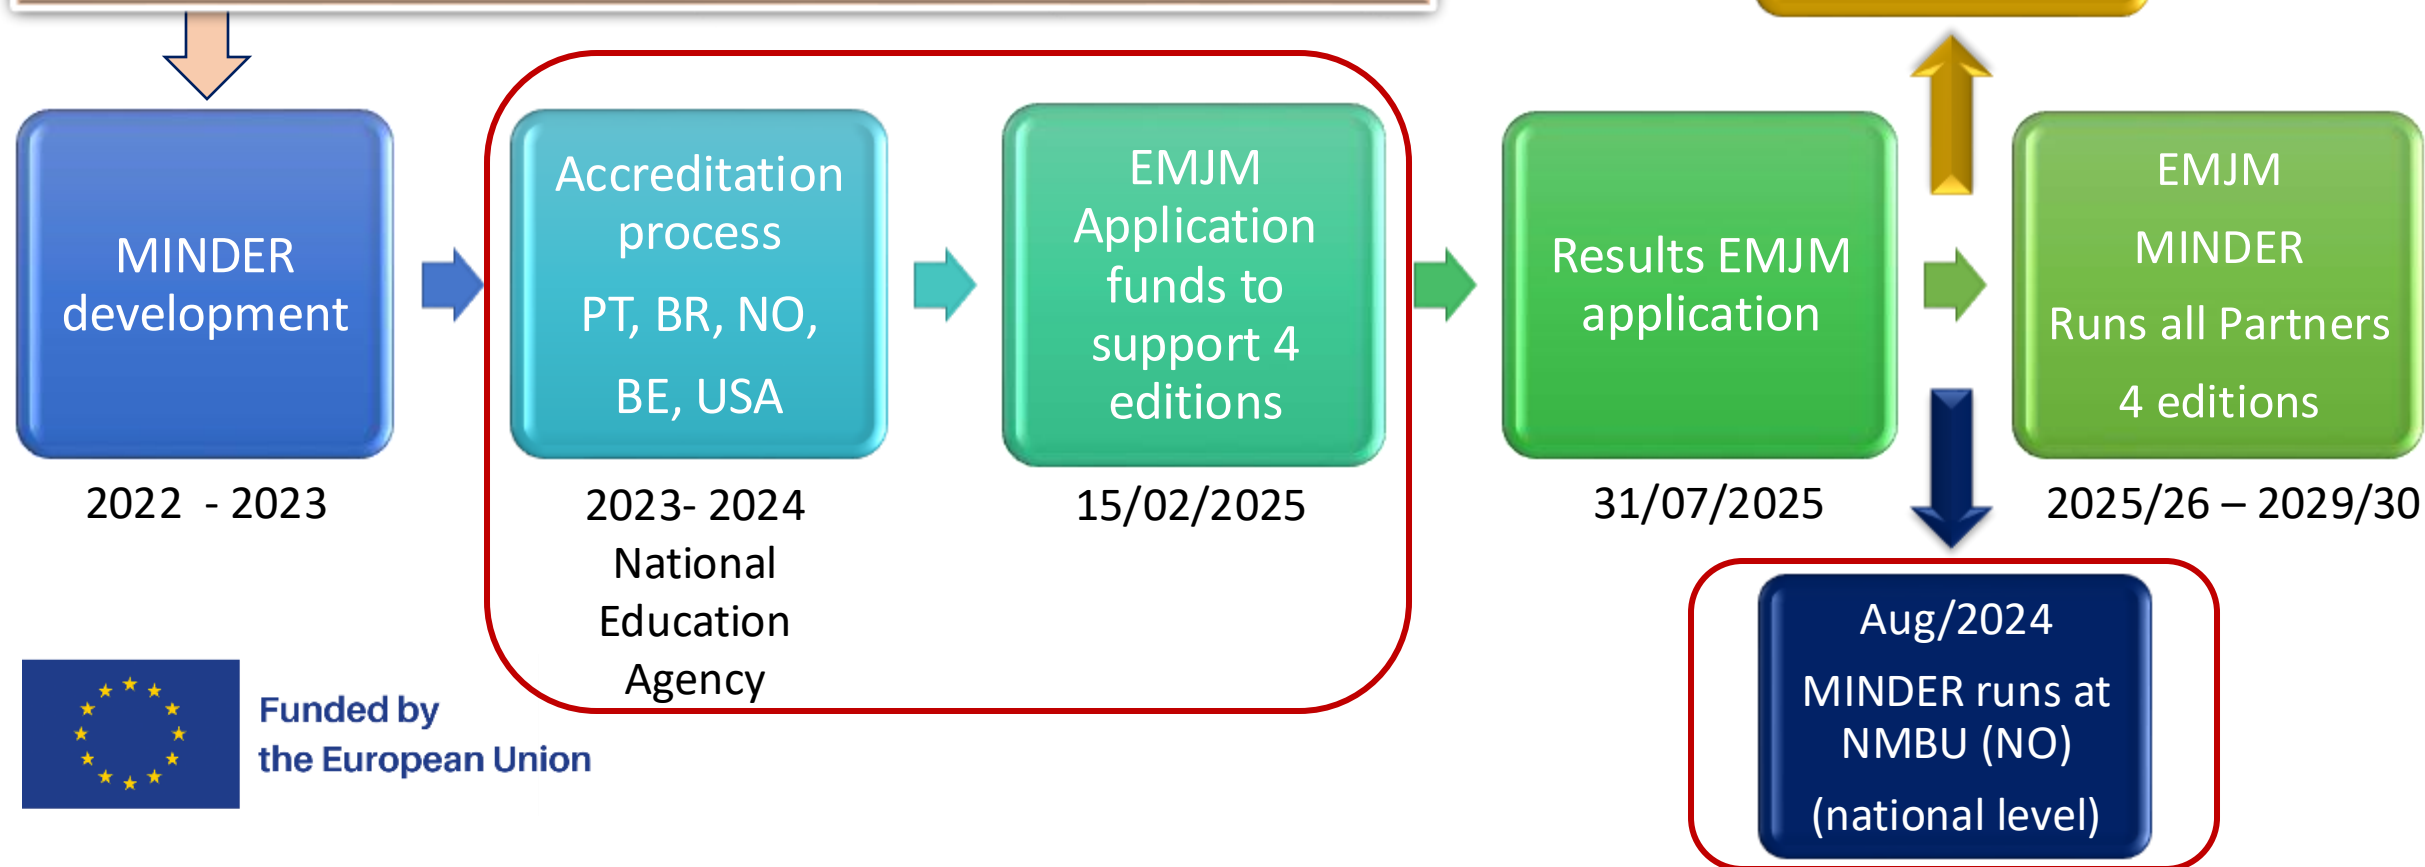 MINDER
development
2022 - 2023
Accreditation
process
PT, BR, NO,
BE, USA
2023- 2024
National
Education
Agency
EMJM
Application
funds to
support 4
editions
15/02/2025
Results EMJM
application
31/07/2025
EMJM
MINDER
Runs all Partners
4 editions
2025/26 – 2029/30
Aug/2024
MINDER runs at
NMBU (NO)
(national level)
Funded by
the European Union